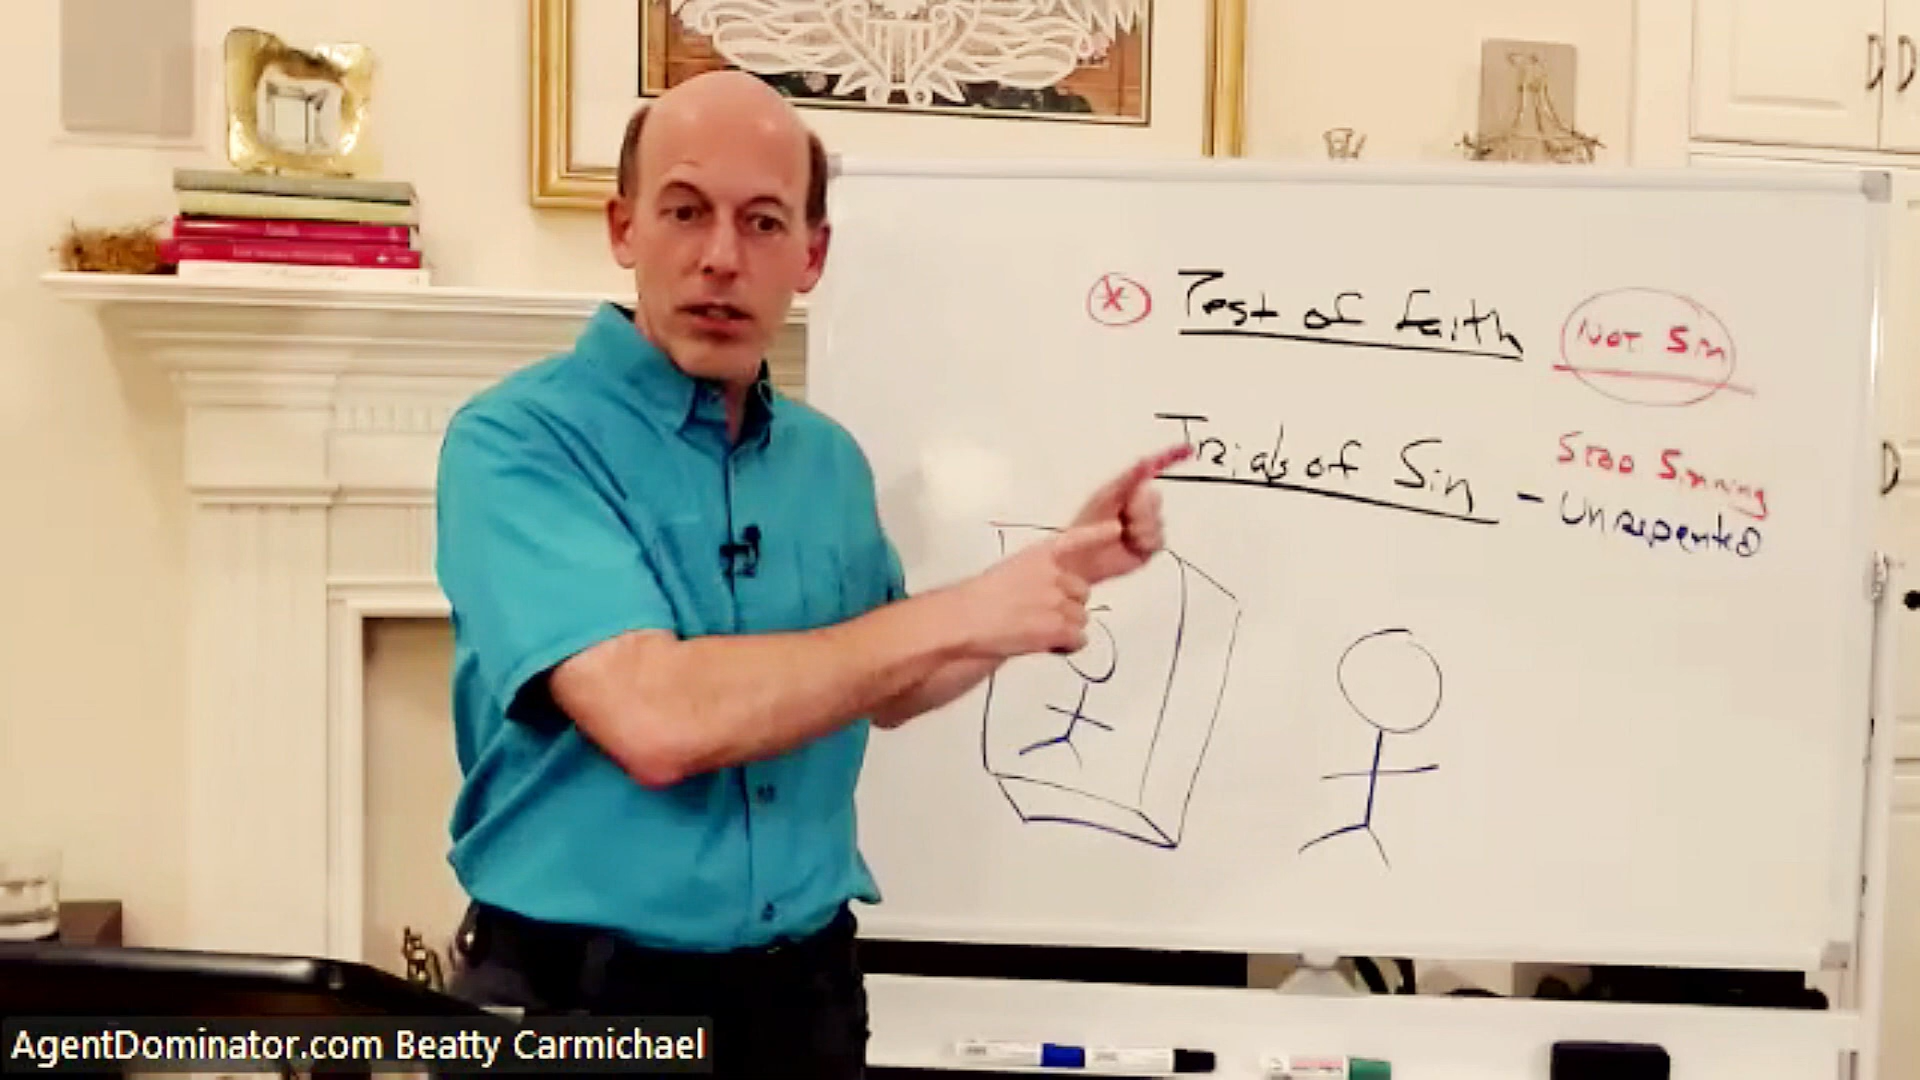 * Test of Faith Not Sin
Trials of Sin - Stop Sinning
Unrepented
AgentDominator.com Beatty Carmichael